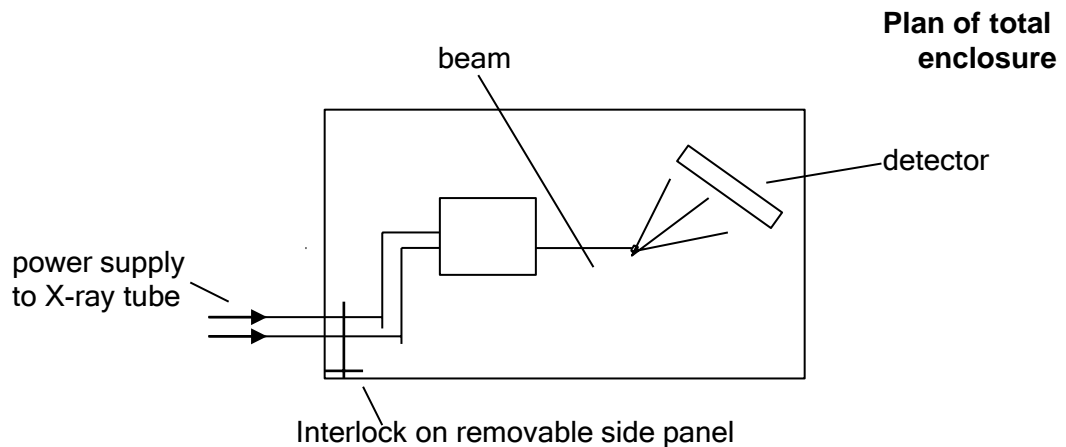 Plan of total
enclosure
beam
detector
power supply
to X-ray tube
Interlock on removable side panel